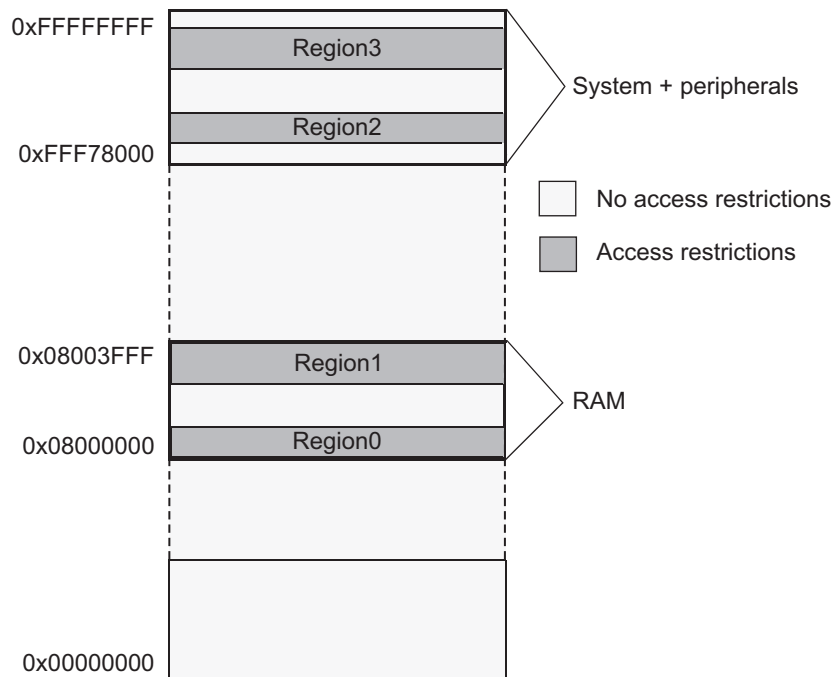 0xFFFFFFFF
Region3
System + peripherals
Region2
0xFFF78000
No access restrictions
Access restrictions
0x08003FFF
Region1
RAM
Region0
0x08000000
0x00000000